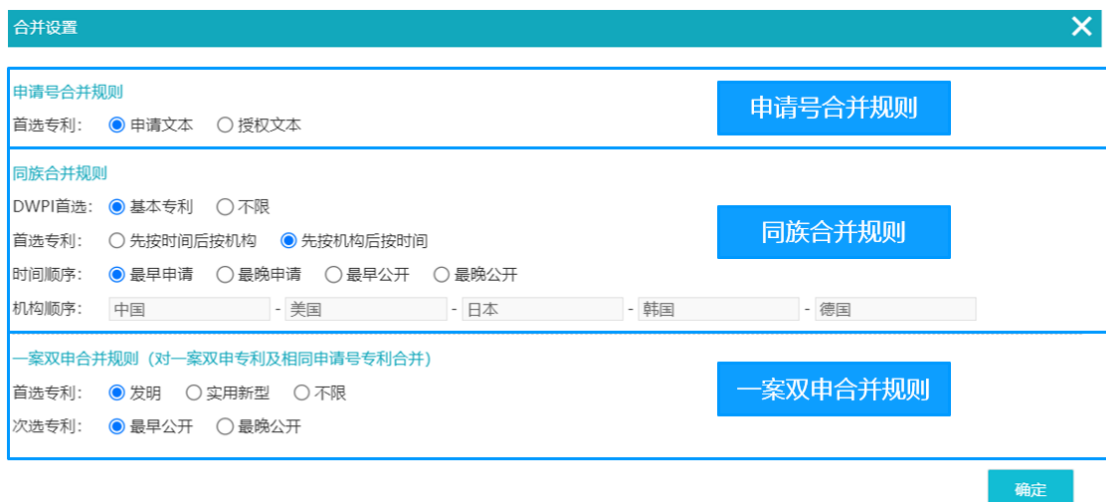 合并设置
申请号合并规则
申请号合并规则
首选专利： 申请文本 授权文本
同族合并规则
DWPI首选： 基本专利 不限
同族合并规则
首选专利： 先按时间后按机构 先按机构后按时间
时间顺序： 最早申请 最晚申请 最早公开 最晚公开
机构顺序： 中国 - 美国 - 日本 - 韩国 - 德国
一案双申合并规则（对一案双申专利及相同申请号专利合并）
首选专利： 发明 实用新型 不限
一案双申合并规则
次选专利： 最早公开 最晚公开
确定